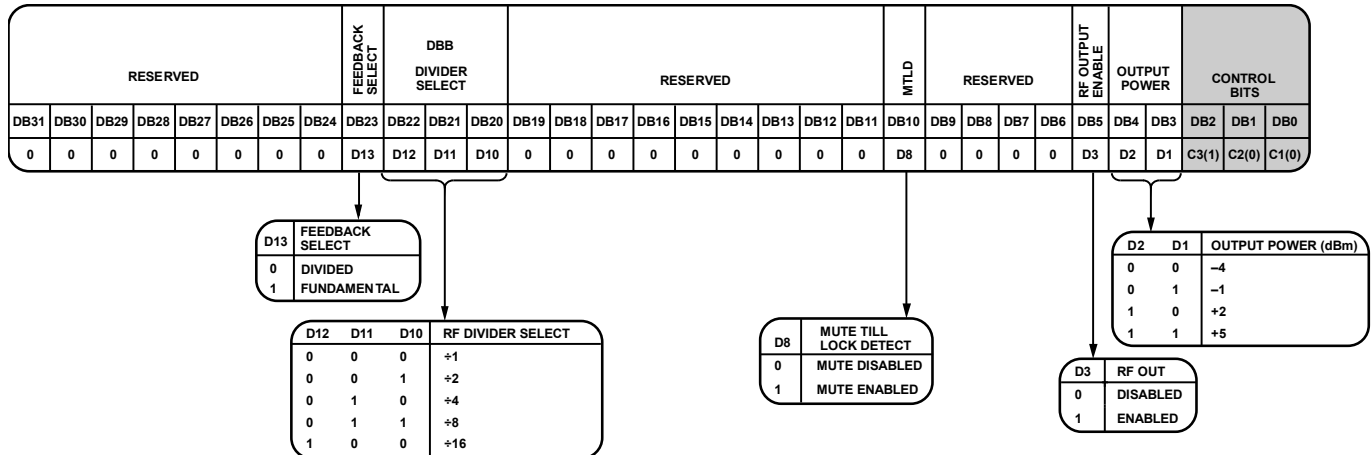 RESERVED
FEEDBACK SELECT
DBB
DIVIDER SELECT
RESERVED
MTLD
RESERVED
RF OUTPUT ENABLE
OUTPUT POWER
CONTROL BITS
DB31 DB30 DB29 DB28 DB27 DB26 DB25 DB24 DB23 DB22 DB21 DB20 DB19 DB18 DB17 DB16 DB15 DB14 DB13 DB12 DB11 DB10 DB9 DB8 DB7 DB6 DB5 DB4 DB3 DB2 DB1 DB0
0 0 0 0 0 0 0 0 D13 D12 D11 D10 0 0 0 0 0 0 0 0 0 D8 0 0 0 0 D3 D2 D1 C3(1) C2(0) C1(0)
D13 FEEDBACK SELECT
0 DIVIDED
1 FUNDAMENTAL
D12 D11 D10 RF DIVIDER SELECT
0 0 0 ÷1
0 0 1 ÷2
0 1 0 ÷4
0 1 1 ÷8
1 0 0 ÷16
D8 MUTE TILL LOCK DETECT
0 MUTE DISABLED
1 MUTE ENABLED
D3 RF OUT
0 DISABLED
1 ENABLED
D2 D1 OUTPUT POWER (dBm)
0 0 –4
0 1 –1
1 0 +2
1 1 +5